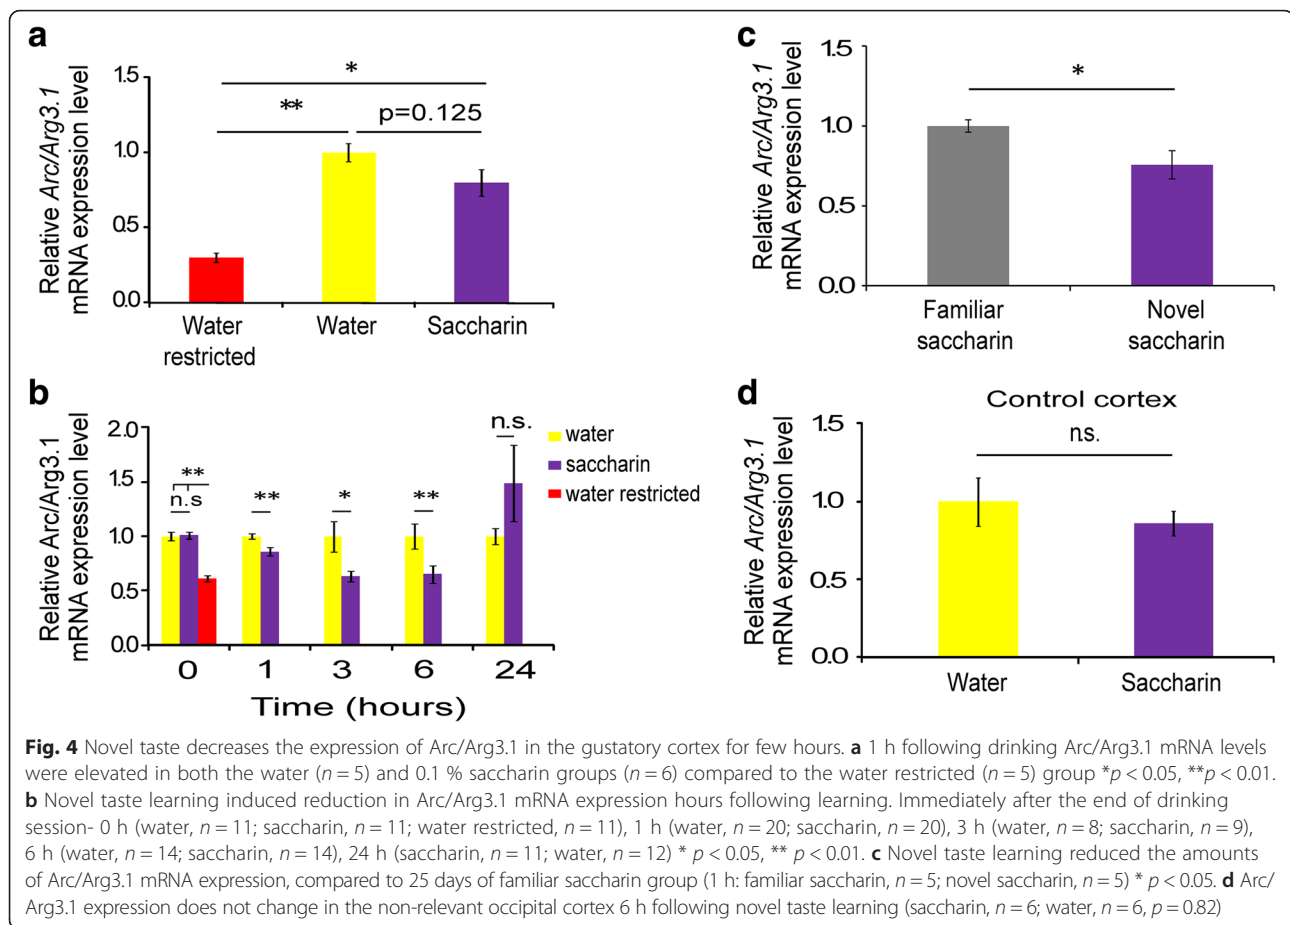 a
Relative Arc/Arg3.1
mRNA expression level
1.5
1.0
0.5
0.0
*
**
p=0.125
Water
restricted
Water
Saccharin
c
Relative Arc/Arg3.1
mRNA expression level
1.5
1.0
0.5
0.0
*
Familiar
saccharin
Novel
saccharin
b
Relative Arc/Arg3.1
mRNA expression level
2.0
1.5
1.0
0.5
0.0
**
n.s
**
*
**
n.s.
water
saccharin
water restricted
0 1 3 6 24
Time (hours)
d
Control cortex
Relative Arc/Arg3.1
mRNA expression level
1.5
1.0
0.5
0.0
n.s.
Water
Saccharin
Fig. 4 Novel taste decreases the expression of Arc/Arg3.1 in the gustatory cortex for few hours. a 1 h following drinking Arc/Arg3.1 mRNA levels
were elevated in both the water (n = 5) and 0.1 % saccharin groups (n = 6) compared to the water restricted (n = 5) group *p < 0.05, **p < 0.01.
b Novel taste learning induced reduction in Arc/Arg3.1 mRNA expression hours following learning. Immediately after the end of drinking
session- 0 h (water, n = 11; saccharin, n = 11; water restricted, n = 11), 1 h (water, n = 20; saccharin, n = 20), 3 h (water, n = 8; saccharin, n = 9),
6 h (water, n = 14; saccharin, n = 14), 24 h (saccharin, n = 11; water, n = 12) * p < 0.05, ** p < 0.01. c Novel taste learning reduced the amounts
of Arc/Arg3.1 mRNA expression, compared to 25 days of familiar saccharin group (1 h: familiar saccharin, n = 5; novel saccharin, n = 5) * p < 0.05. d Arc/
Arg3.1 expression does not change in the non-relevant occipital cortex 6 h following novel taste learning (saccharin, n = 6; water, n = 6, p = 0.82)